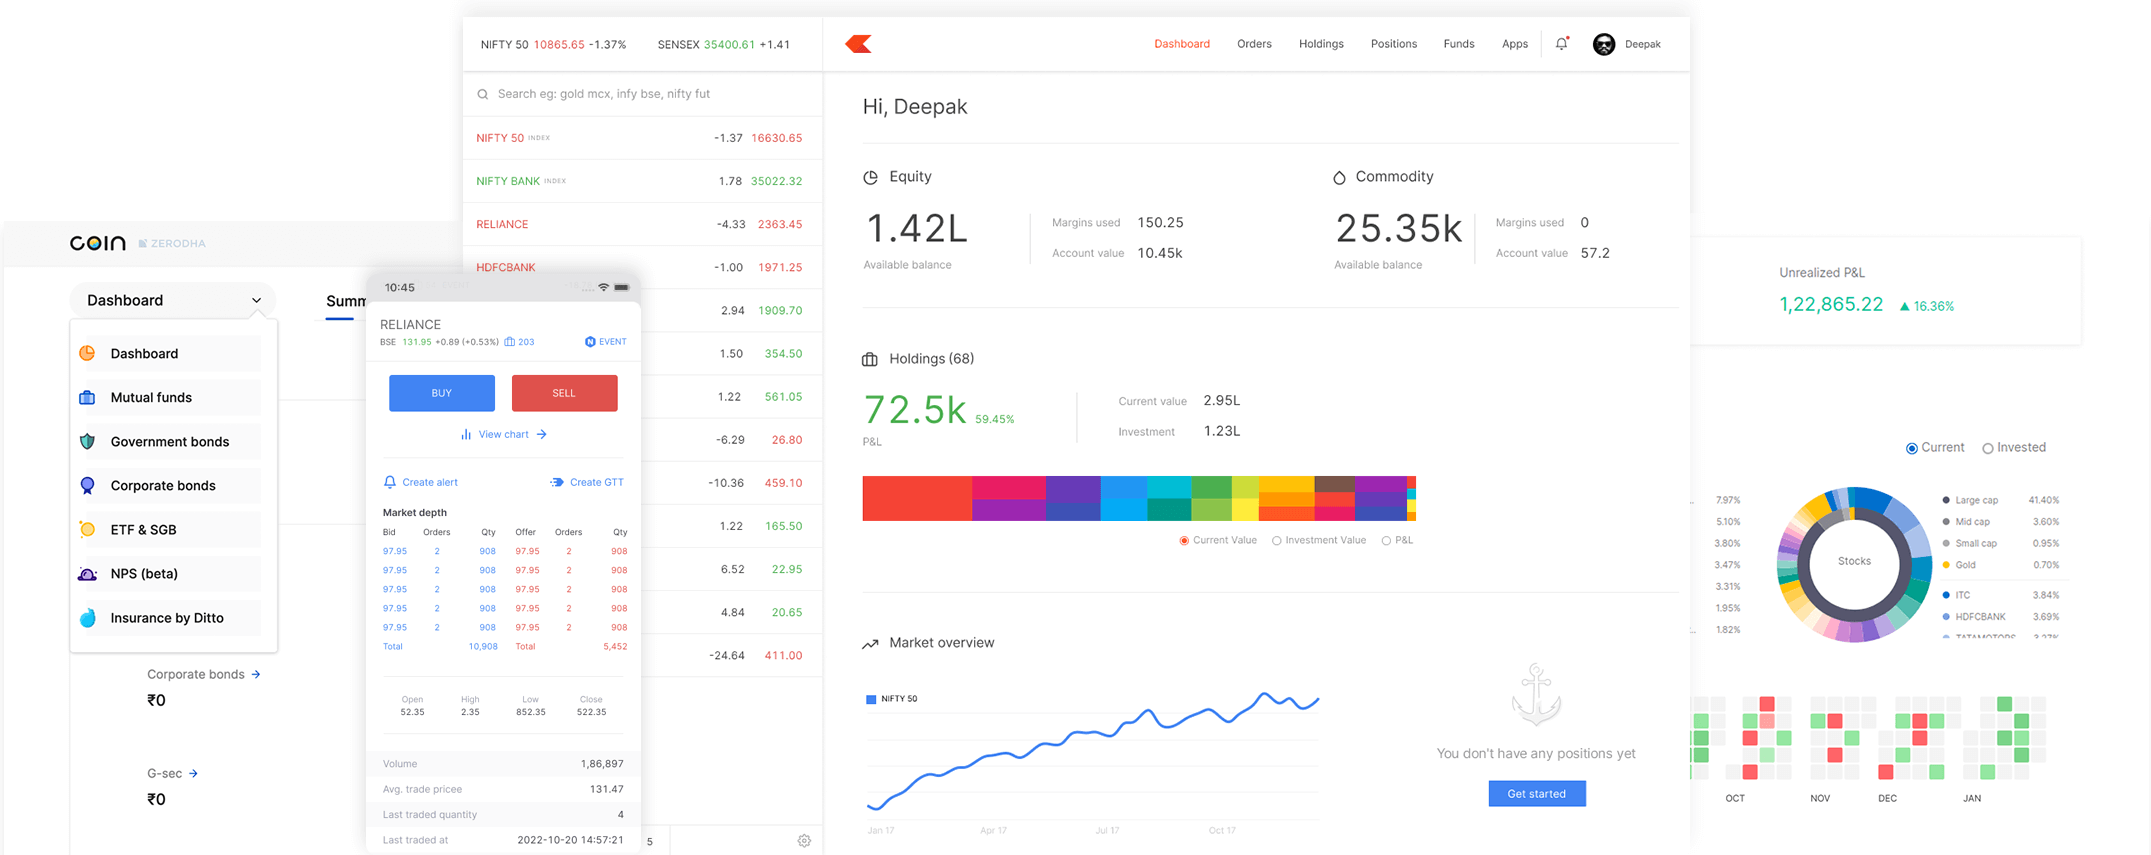 NIFTY 50 10865.65 -1.37% SENSEX 35400.61 +1.41
Dashboard Orders Holdings Positions Funds Apps Deepak
Search eg: gold mcx, infy bse, nifty fut
NIFTY 50 INDEX -1.37 16630.65
NIFTY BANK INDEX 1.78 35022.32
RELIANCE -4.33 2363.45
HDFCBANK -1.00 1971.25
2.94 1909.70
1.50 354.50
1.22 561.05
-6.29 26.80
-10.36 459.10
1.22 165.50
6.52 22.95
4.84 20.65
-24.64 411.00
5
COIN ZERODHA
Dashboard
Summ
Dashboard
Mutual funds
Government bonds
Corporate bonds
ETF & SGB
NPS (beta)
Insurance by Ditto
Corporate bonds →
₹0
G-sec →
₹0
10:45
RELIANCE
BSE 131.95 +0.89 (+0.53%) 203 EVENT
BUY SELL
View chart →
Create alert Create GTT
Market depth
Bid Orders Qty Offer Orders Qty
97.95 2 908 97.95 2 908
97.95 2 908 97.95 2 908
97.95 2 908 97.95 2 908
97.95 2 908 97.95 2 908
97.95 2 908 97.95 2 908
Total 10,908 Total 5,452
Open High Low Close
52.35 2.35 852.35 522.35
Volume 1,86,897
Avg. trade pricee 131.47
Last traded quantity 4
Last traded at 2022-10-20 14:57:21
Hi, Deepak
Equity
1.42L
Available balance
Margins used 150.25
Account value 10.45k
Commodity
25.35k
Available balance
Margins used 0
Account value 57.2
Holdings (68)
72.5k 59.45%
P&L
Current value 2.95L
Investment 1.23L
Current Value Investment Value P&L
Market overview
NIFTY 50
Jan 17 Apr 17 Jul 17 Oct 17
You don't have any positions yet
Get started
Unrealized P&L
1,22,865.22 ▲ 16.36%
Current Invested
7.97%
5.10%
3.80%
3.47%
3.31%
1.95%
1.82%
Stocks
Large cap 41.40%
Mid cap 3.60%
Small cap 0.95%
Gold 0.70%
ITC 3.84%
HDFCBANK 3.69%
TATAMOTORS 3.27%
OCT NOV DEC JAN